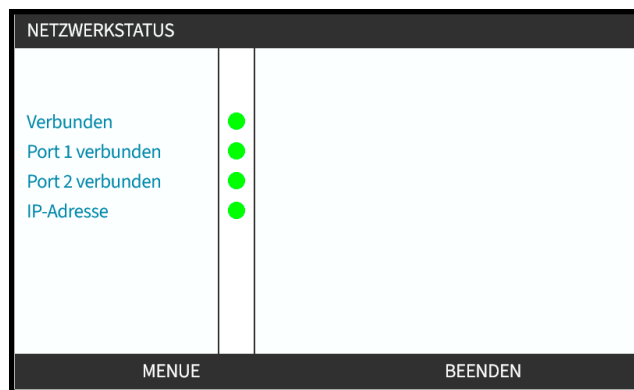 NETZWERKSTATUS
Verbunden
Port 1 verbunden
Port 2 verbunden
IP-Adresse
MENUE BEENDEN